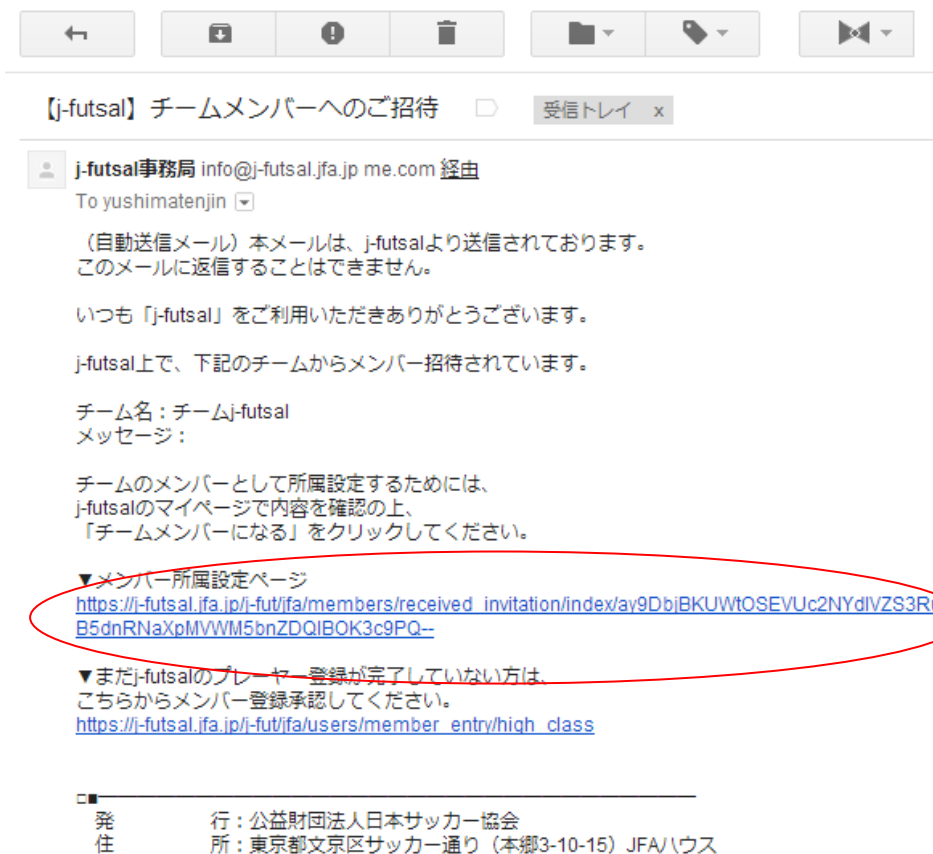 【j-futsal】チームメンバーへのご招待 受信トレイ x
j-futsal事務局 info@j-futsal.jfa.jp me.com 経由
To yushimatenjin
（自動送信メール）本メールは、j-futsalより送信されております。
このメールに返信することはできません。
いつも「j-futsal」をご利用いただきありがとうございます。
j-futsal上で、下記のチームからメンバー招待されています。
チーム名：チームj-futsal
メッセージ：
チームのメンバーとして所属設定するためには、
j-futsalのマイページで内容を確認の上、
「チームメンバーになる」をクリックしてください。
▼メンバー所属設定ページ
https://j-futsal.jfa.jp/j-fut/jfa/members/received_invitation/index/ay9DbjBKUWtOSEVUc2NYdlVZS3R
B5dnRNaXpMVWM5bnZDQlBOK3c9PQ--
▼まだj-futsalのプレーヤー登録が完了していない方は、
こちらからメンバー登録承認してください。
https://j-futsal.jfa.jp/j-fut/jfa/users/member_entry/high_class
□■━━━━━━━━━━━━━━━━━━━━━━━━
発　　　　行：公益財団法人日本サッカー協会
住　　　　所：東京都文京区サッカー通り（本郷3-10-15）JFAハウス